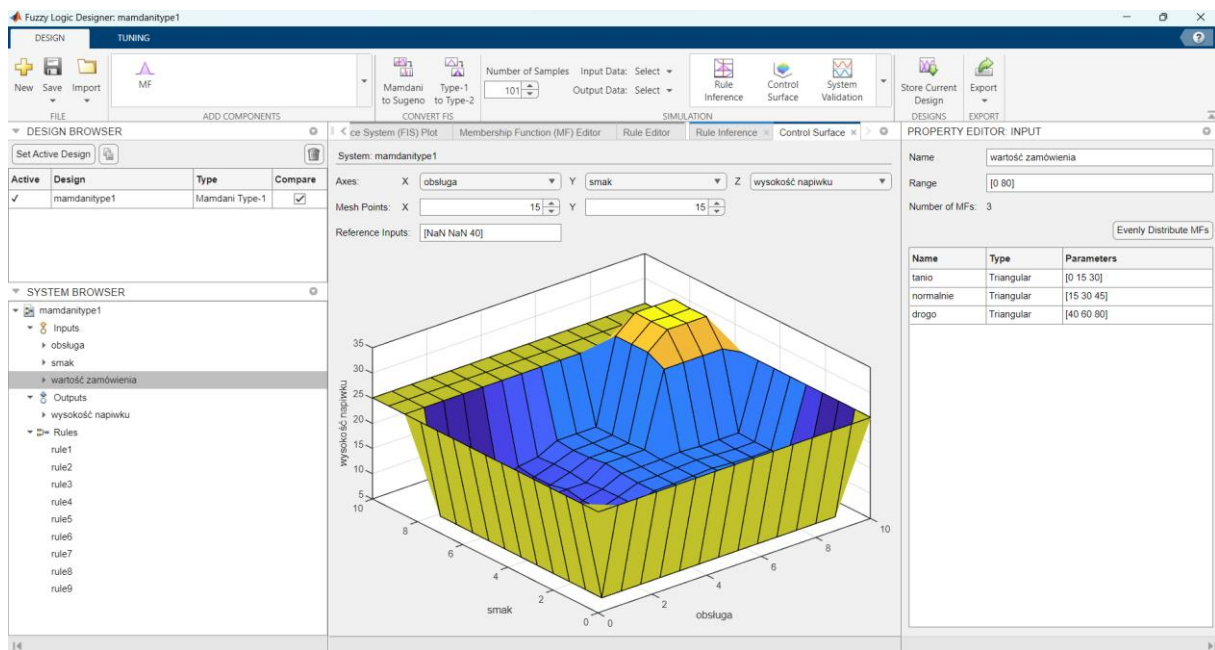 Fuzzy Logic Designer: mamdanitype1
DESIGN TUNING
New Save Import
FILE
MF
ADD COMPONENTS
Mamdani to Sugeno
Type-1 to Type-2
CONVERT FIS
Number of Samples 101
Input Data: Select
Output Data: Select
Rule Inference
Control Surface
System Validation
SIMULATION
Store Current Design
DESIGNS
Export
EXPORT
DESIGN BROWSER
Set Active Design
Active Design Type Compare
mamdanitype1 Mamdani Type-1
SYSTEM BROWSER
mamdanitype1
Inputs
obsługa
smak
wartość zamówienia
Outputs
wysokość napiwku
Rules
rule1
rule2
rule3
rule4
rule5
rule6
rule7
rule8
rule9
ce System (FIS) Plot Membership Function (MF) Editor Rule Editor Rule Inference Control Surface
System: mamdanitype1
Axes: X obsługa Y smak Z wysokość napiwku
Mesh Points: X 15 Y 15
Reference Inputs: [NaN NaN 40]
wysokość napiwku
35
30
25
20
15
10
5
10
8
6
4
2
0
smak
0
2
4
6
8
10
obsługa
PROPERTY EDITOR: INPUT
Name wartość zamówienia
Range [0 80]
Number of MFs: 3
Evenly Distribute MFs
Name Type Parameters
tanio Triangular [0 15 30]
normalnie Triangular [15 30 45]
drogo Triangular [40 60 80]